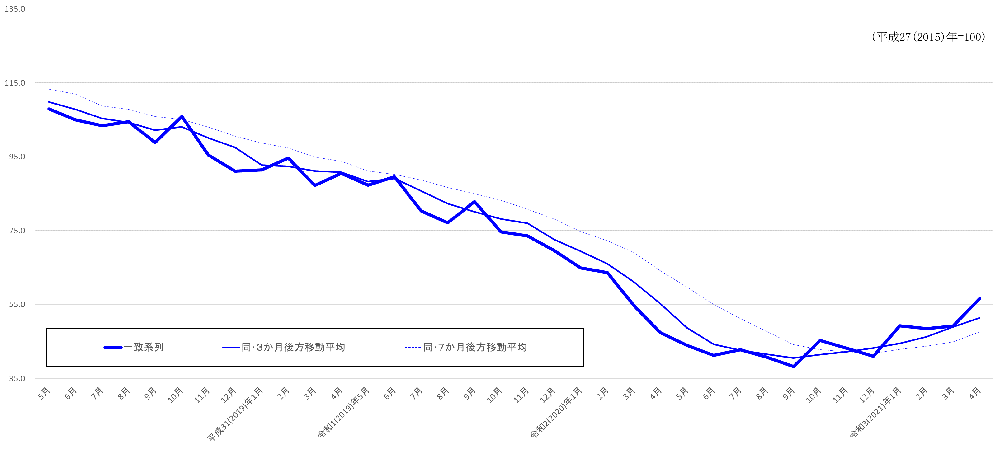 135.0
(平成27(2015)年=100)
115.0
95.0
75.0
55.0
一致系列
同･3か月後方移動平均
同･7か月後方移動平均
35.0
5月
6月
7月
8月
9月
10月
11月
12月
平成31(2019)年1月
2月
3月
4月
令和1(2019)年5月
6月
7月
8月
9月
10月
11月
12月
令和2(2020)年1月
2月
3月
4月
5月
6月
7月
8月
9月
10月
11月
12月
令和3(2021)年1月
2月
3月
4月